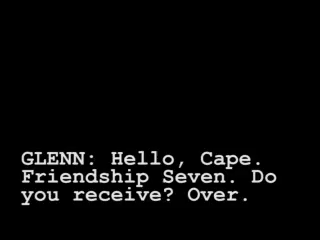 GLENN: Hello, Cape.
Friendship Seven. Do
you receive? Over.